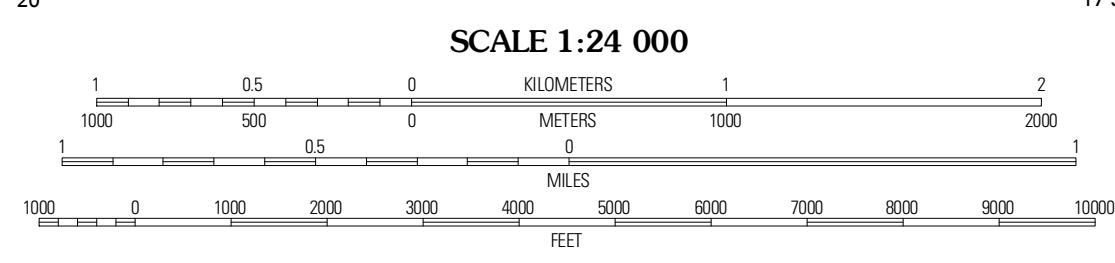 20
SCALE 1:24 000
1 0.5 0 KILOMETERS 1 2
1000 500 0 METERS 1000 2000
1 0.5 0 1
MILES
1000 0 1000 2000 3000 4000 5000 6000 7000 8000 9000 10000
FEET